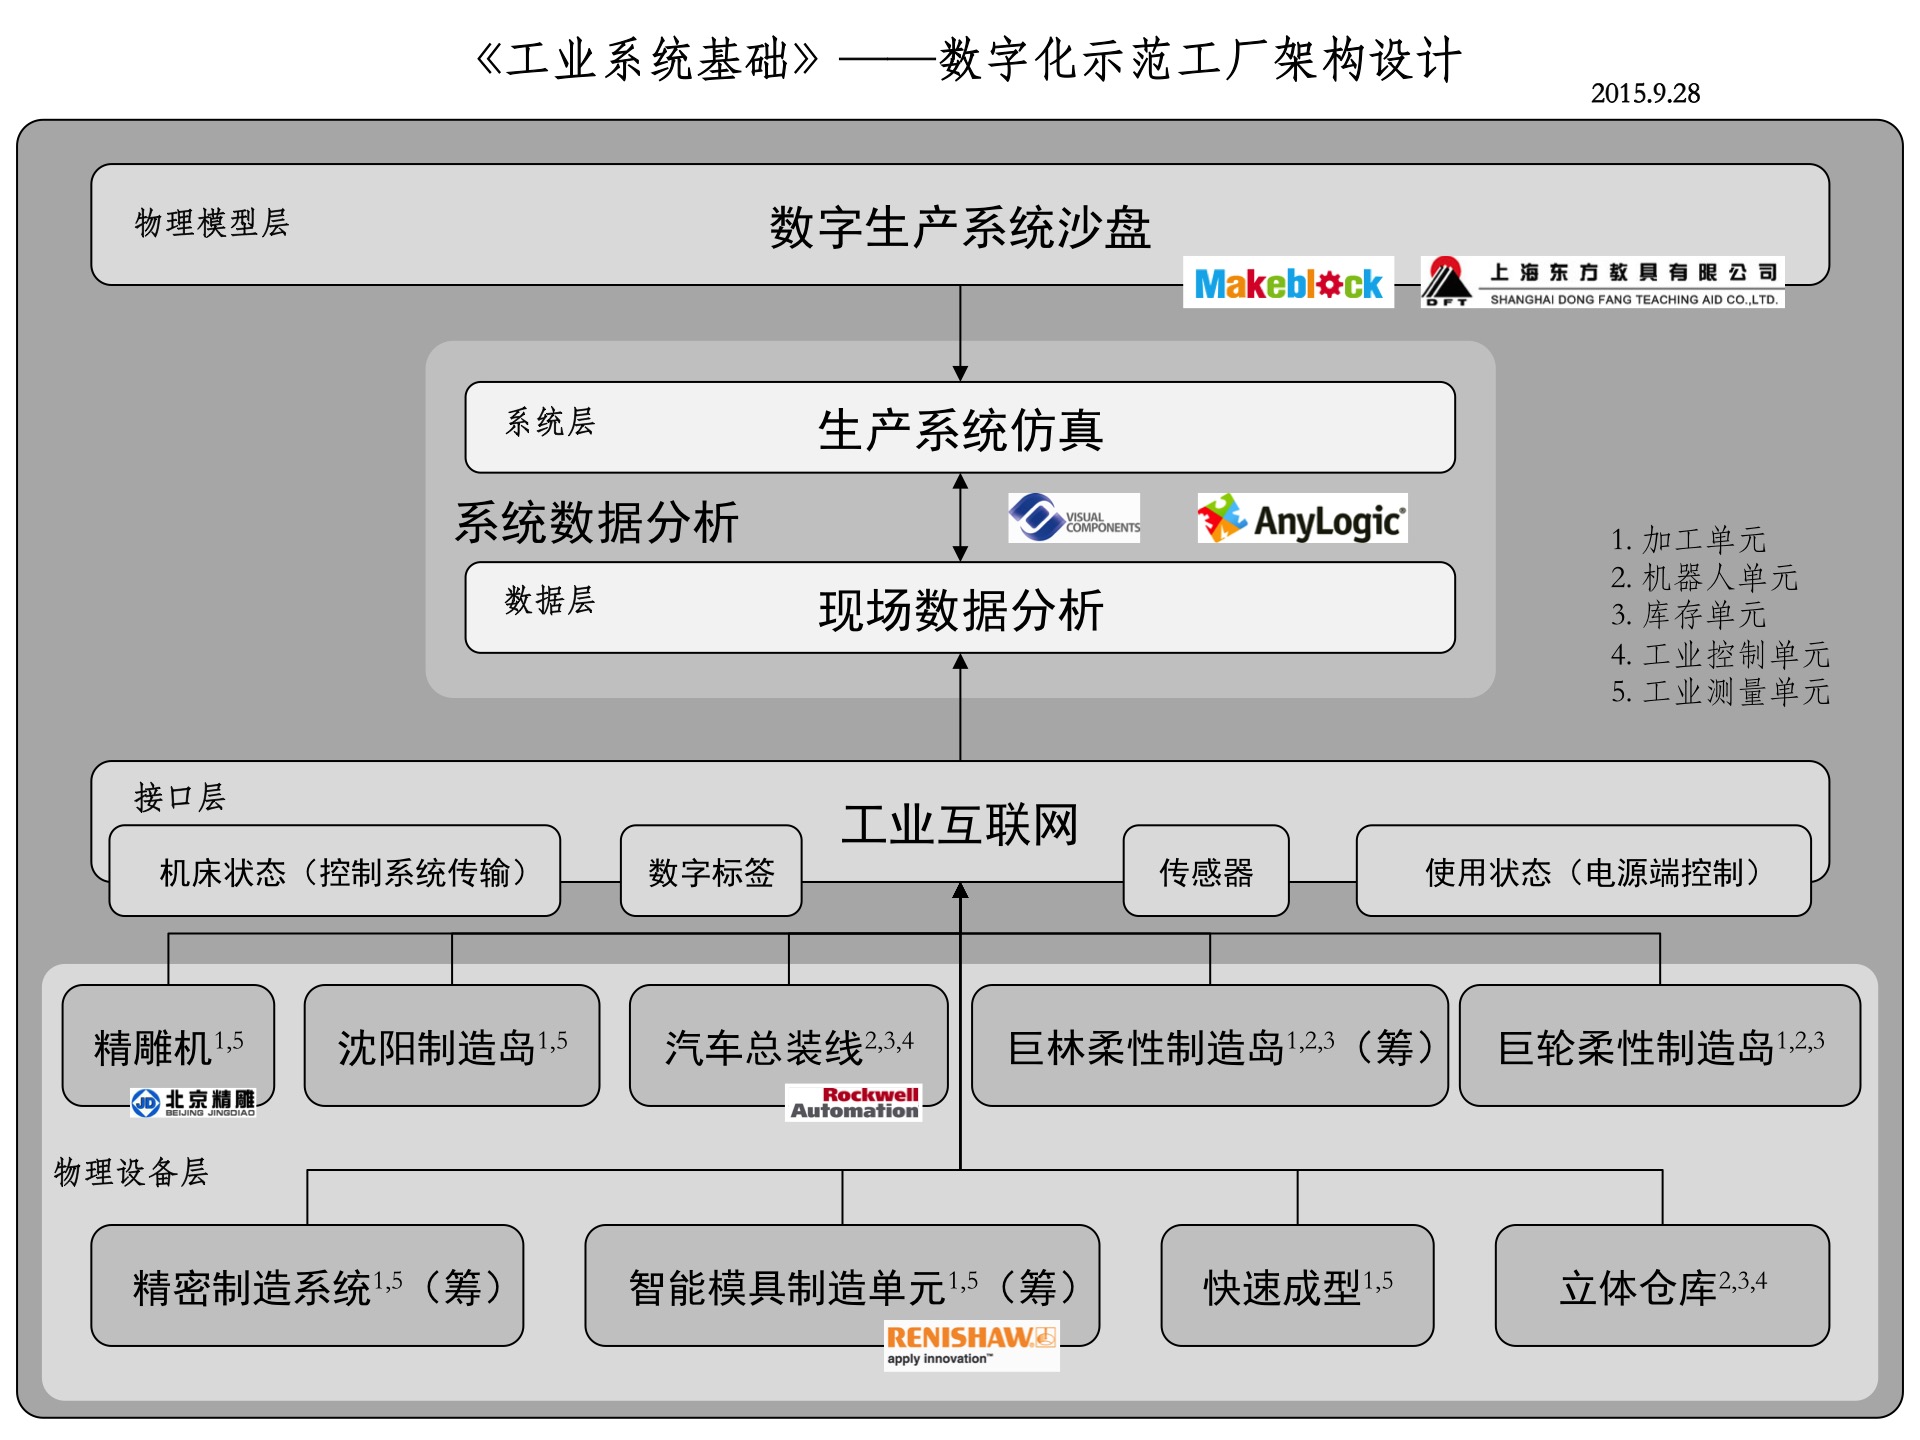 《工业系统基础》——数字化示范工厂架构设计
2015.9.28
物理模型层
数字生产系统沙盘
Makeblock
DFT
上海东方教具有限公司
SHANGHAI DONG FANG TEACHING AID CO.,LTD.
系统层
生产系统仿真
系统数据分析
VISUAL
COMPONENTS
AnyLogic®
数据层
现场数据分析
1. 加工单元
2. 机器人单元
3. 库存单元
4. 工业控制单元
5. 工业测量单元
接口层
工业互联网
机床状态（控制系统传输）
数字标签
传感器
使用状态（电源端控制）
精雕机1,5
沈阳制造岛1,5
汽车总装线2,3,4
巨林柔性制造岛1,2,3（筹）
巨轮柔性制造岛1,2,3
JD
北京精雕
BEIJING JINGDIAO
Rockwell
Automation
物理设备层
精密制造系统1,5（筹）
智能模具制造单元1,5（筹）
快速成型1,5
立体仓库2,3,4
RENISHAW
apply innovation™